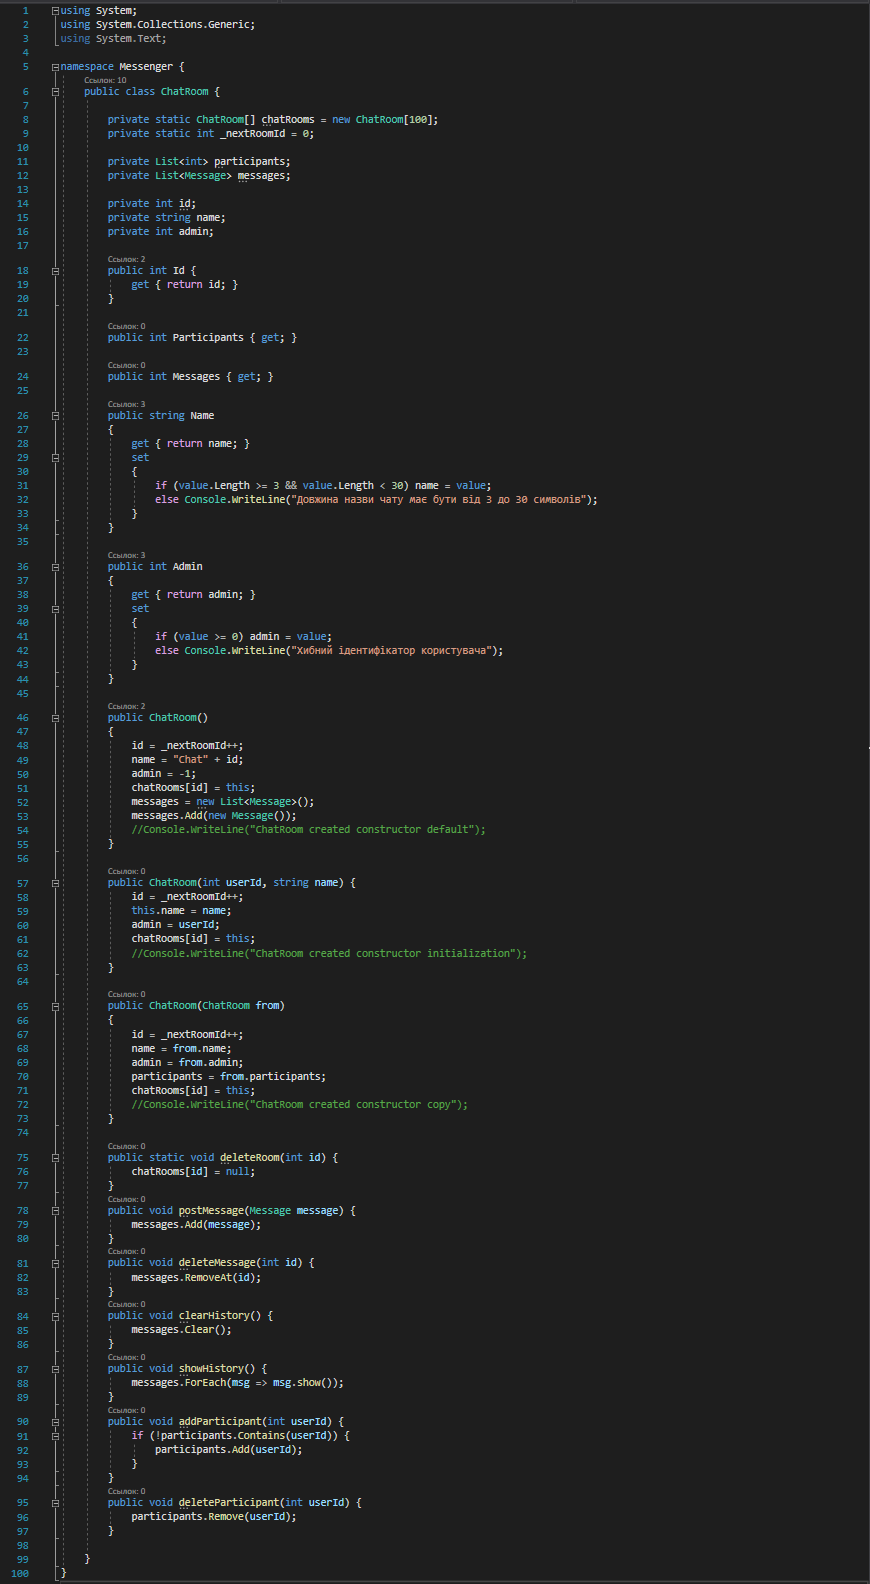 1 using System;
2 using System.Collections.Generic;
3 using System.Text;
4
5 namespace Messenger {
Ссылок: 10
6 public class ChatRoom {
7
8 private static ChatRoom[] chatRooms = new ChatRoom[100];
9 private static int _nextRoomId = 0;
10
11 private List<int> participants;
12 private List<Message> messages;
13
14 private int id;
15 private string name;
16 private int admin;
17
Ссылок: 2
18 public int Id {
19 get { return id; }
20 }
21
Ссылок: 0
22 public int Participants { get; }
23
Ссылок: 0
24 public int Messages { get; }
25
Ссылок: 3
26 public string Name
27 {
28 get { return name; }
29 set
30 {
31 if (value.Length >= 3 && value.Length < 30) name = value;
32 else Console.WriteLine("Довжина назви чату має бути від 3 до 30 символів");
33 }
34 }
35
Ссылок: 3
36 public int Admin
37 {
38 get { return admin; }
39 set
40 {
41 if (value >= 0) admin = value;
42 else Console.WriteLine("Хибний ідентифікатор користувача");
43 }
44 }
45
Ссылок: 2
46 public ChatRoom()
47 {
48 id = _nextRoomId++;
49 name = "Chat" + id;
50 admin = -1;
51 chatRooms[id] = this;
52 messages = new List<Message>();
53 messages.Add(new Message());
54 //Console.WriteLine("ChatRoom created constructor default");
55 }
56
Ссылок: 0
57 public ChatRoom(int userId, string name) {
58 id = _nextRoomId++;
59 this.name = name;
60 admin = userId;
61 chatRooms[id] = this;
62 //Console.WriteLine("ChatRoom created constructor initialization");
63 }
64
Ссылок: 0
65 public ChatRoom(ChatRoom from)
66 {
67 id = _nextRoomId++;
68 name = from.name;
69 admin = from.admin;
70 participants = from.participants;
71 chatRooms[id] = this;
72 //Console.WriteLine("ChatRoom created constructor copy");
73 }
74
Ссылок: 0
75 public static void deleteRoom(int id) {
76 chatRooms[id] = null;
77 }
Ссылок: 0
78 public void postMessage(Message message) {
79 messages.Add(message);
80 }
Ссылок: 0
81 public void deleteMessage(int id) {
82 messages.RemoveAt(id);
83 }
Ссылок: 0
84 public void clearHistory() {
85 messages.Clear();
86 }
Ссылок: 0
87 public void showHistory() {
88 messages.ForEach(msg => msg.show());
89 }
Ссылок: 0
90 public void addParticipant(int userId) {
91 if (!participants.Contains(userId)) {
92 participants.Add(userId);
93 }
94 }
Ссылок: 0
95 public void deleteParticipant(int userId) {
96 participants.Remove(userId);
97 }
98
99 }
100 }